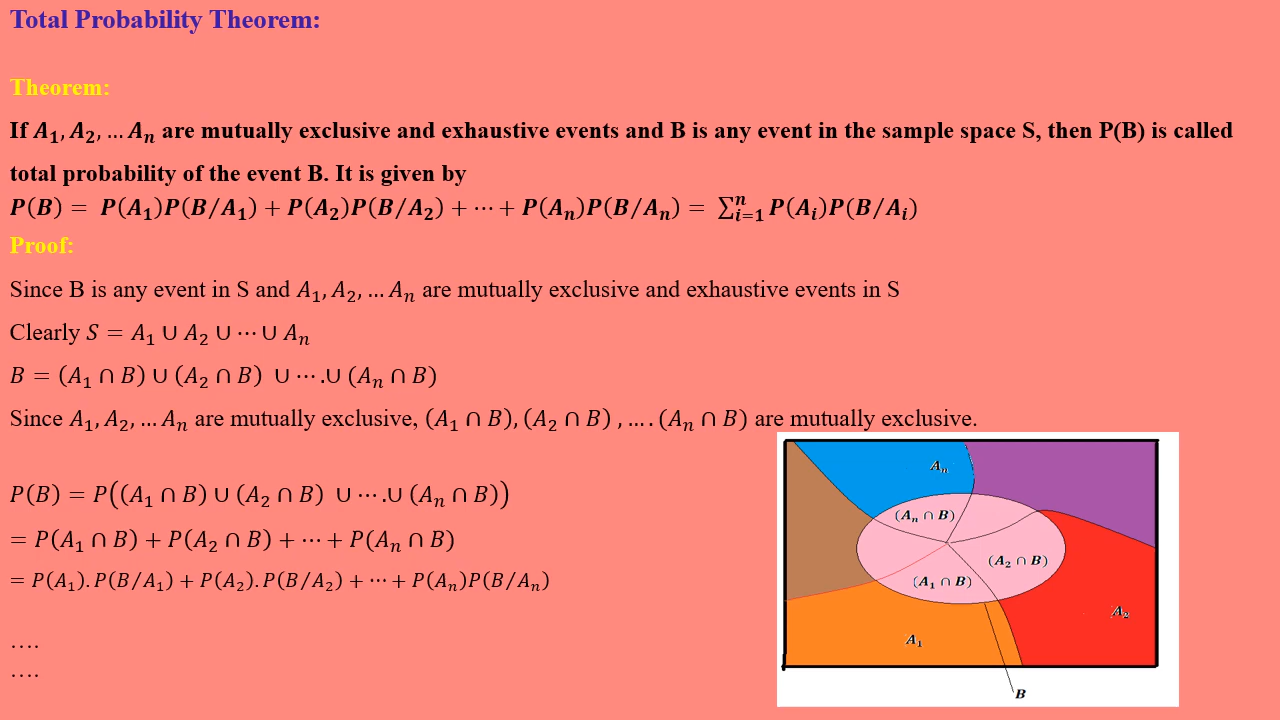 Total Probability Theorem:
Theorem:
If A₁, A₂, … Aₙ are mutually exclusive and exhaustive events and B is any event in the sample space S, then P(B) is called
total probability of the event B. It is given by
P(B) = P(A₁)P(B/A₁) + P(A₂)P(B/A₂) + ⋯ + P(Aₙ)P(B/Aₙ) = ∑ⁿᵢ₌₁ P(Aᵢ)P(B/Aᵢ)
Proof:
Since B is any event in S and A₁, A₂, … Aₙ are mutually exclusive and exhaustive events in S
Clearly S = A₁ ∪ A₂ ∪ ⋯ ∪ Aₙ
B = (A₁ ∩ B) ∪ (A₂ ∩ B) ∪ ⋯ .∪ (Aₙ ∩ B)
Since A₁, A₂, … Aₙ are mutually exclusive, (A₁ ∩ B), (A₂ ∩ B) , … . (Aₙ ∩ B) are mutually exclusive.
P(B) = P((A₁ ∩ B) ∪ (A₂ ∩ B) ∪ ⋯ .∪ (Aₙ ∩ B))
= P(A₁ ∩ B) + P(A₂ ∩ B) + ⋯ + P(Aₙ ∩ B)
= P(A₁). P(B/A₁) + P(A₂). P(B/A₂) + ⋯ + P(Aₙ)P(B/Aₙ)
….
….
Aₙ
(Aₙ ∩ B)
(A₂ ∩ B)
(A₁ ∩ B)
A₂
A₁
B